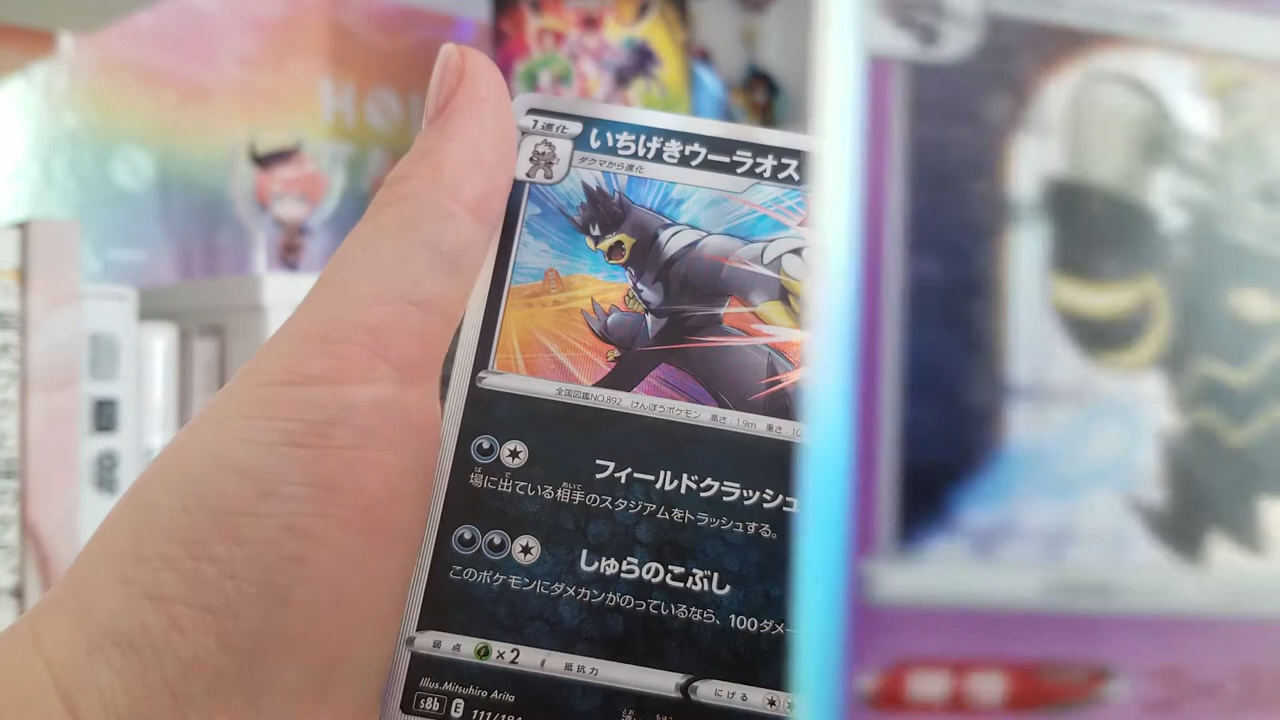 1進化
いちげきウーラオス
ダクマから進化
全国図鑑NO.892 けんぽうポケモン 高さ:1.9m 重さ:10
フィールドクラッシュ
場に出ている相手のスタジアムをトラッシュする。
しゅらのこぶし
このポケモンにダメカンがのっているなら、100ダメー
弱点 ×2 抵抗力 にげる
Illus.Mitsuhiro Arita
s8b E 111/184